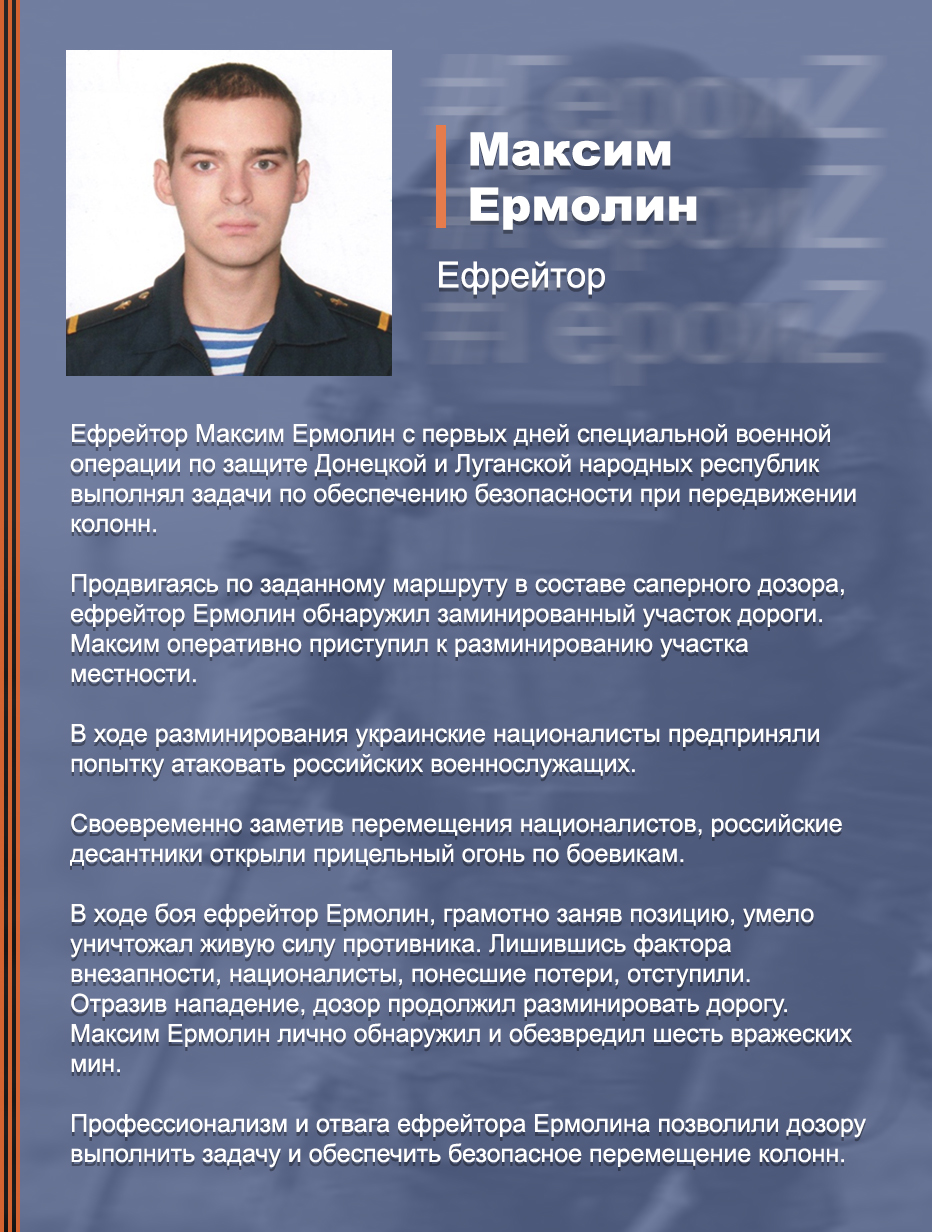 #ГероиZ
#ГероиZ
#ГероиZ
Максим
Ермолин
Ефрейтор
Ефрейтор Максим Ермолин с первых дней специальной военной
операции по защите Донецкой и Луганской народных республик
выполнял задачи по обеспечению безопасности при передвижении
колонн.
Продвигаясь по заданному маршруту в составе саперного дозора,
ефрейтор Ермолин обнаружил заминированный участок дороги.
Максим оперативно приступил к разминированию участка
местности.
В ходе разминирования украинские националисты предприняли
попытку атаковать российских военнослужащих.
Своевременно заметив перемещения националистов, российские
десантники открыли прицельный огонь по боевикам.
В ходе боя ефрейтор Ермолин, грамотно заняв позицию, умело
уничтожал живую силу противника. Лишившись фактора
внезапности, националисты, понесшие потери, отступили.
Отразив нападение, дозор продолжил разминировать дорогу.
Максим Ермолин лично обнаружил и обезвредил шесть вражеских
мин.
Профессионализм и отвага ефрейтора Ермолина позволили дозору
выполнить задачу и обеспечить безопасное перемещение колонн.